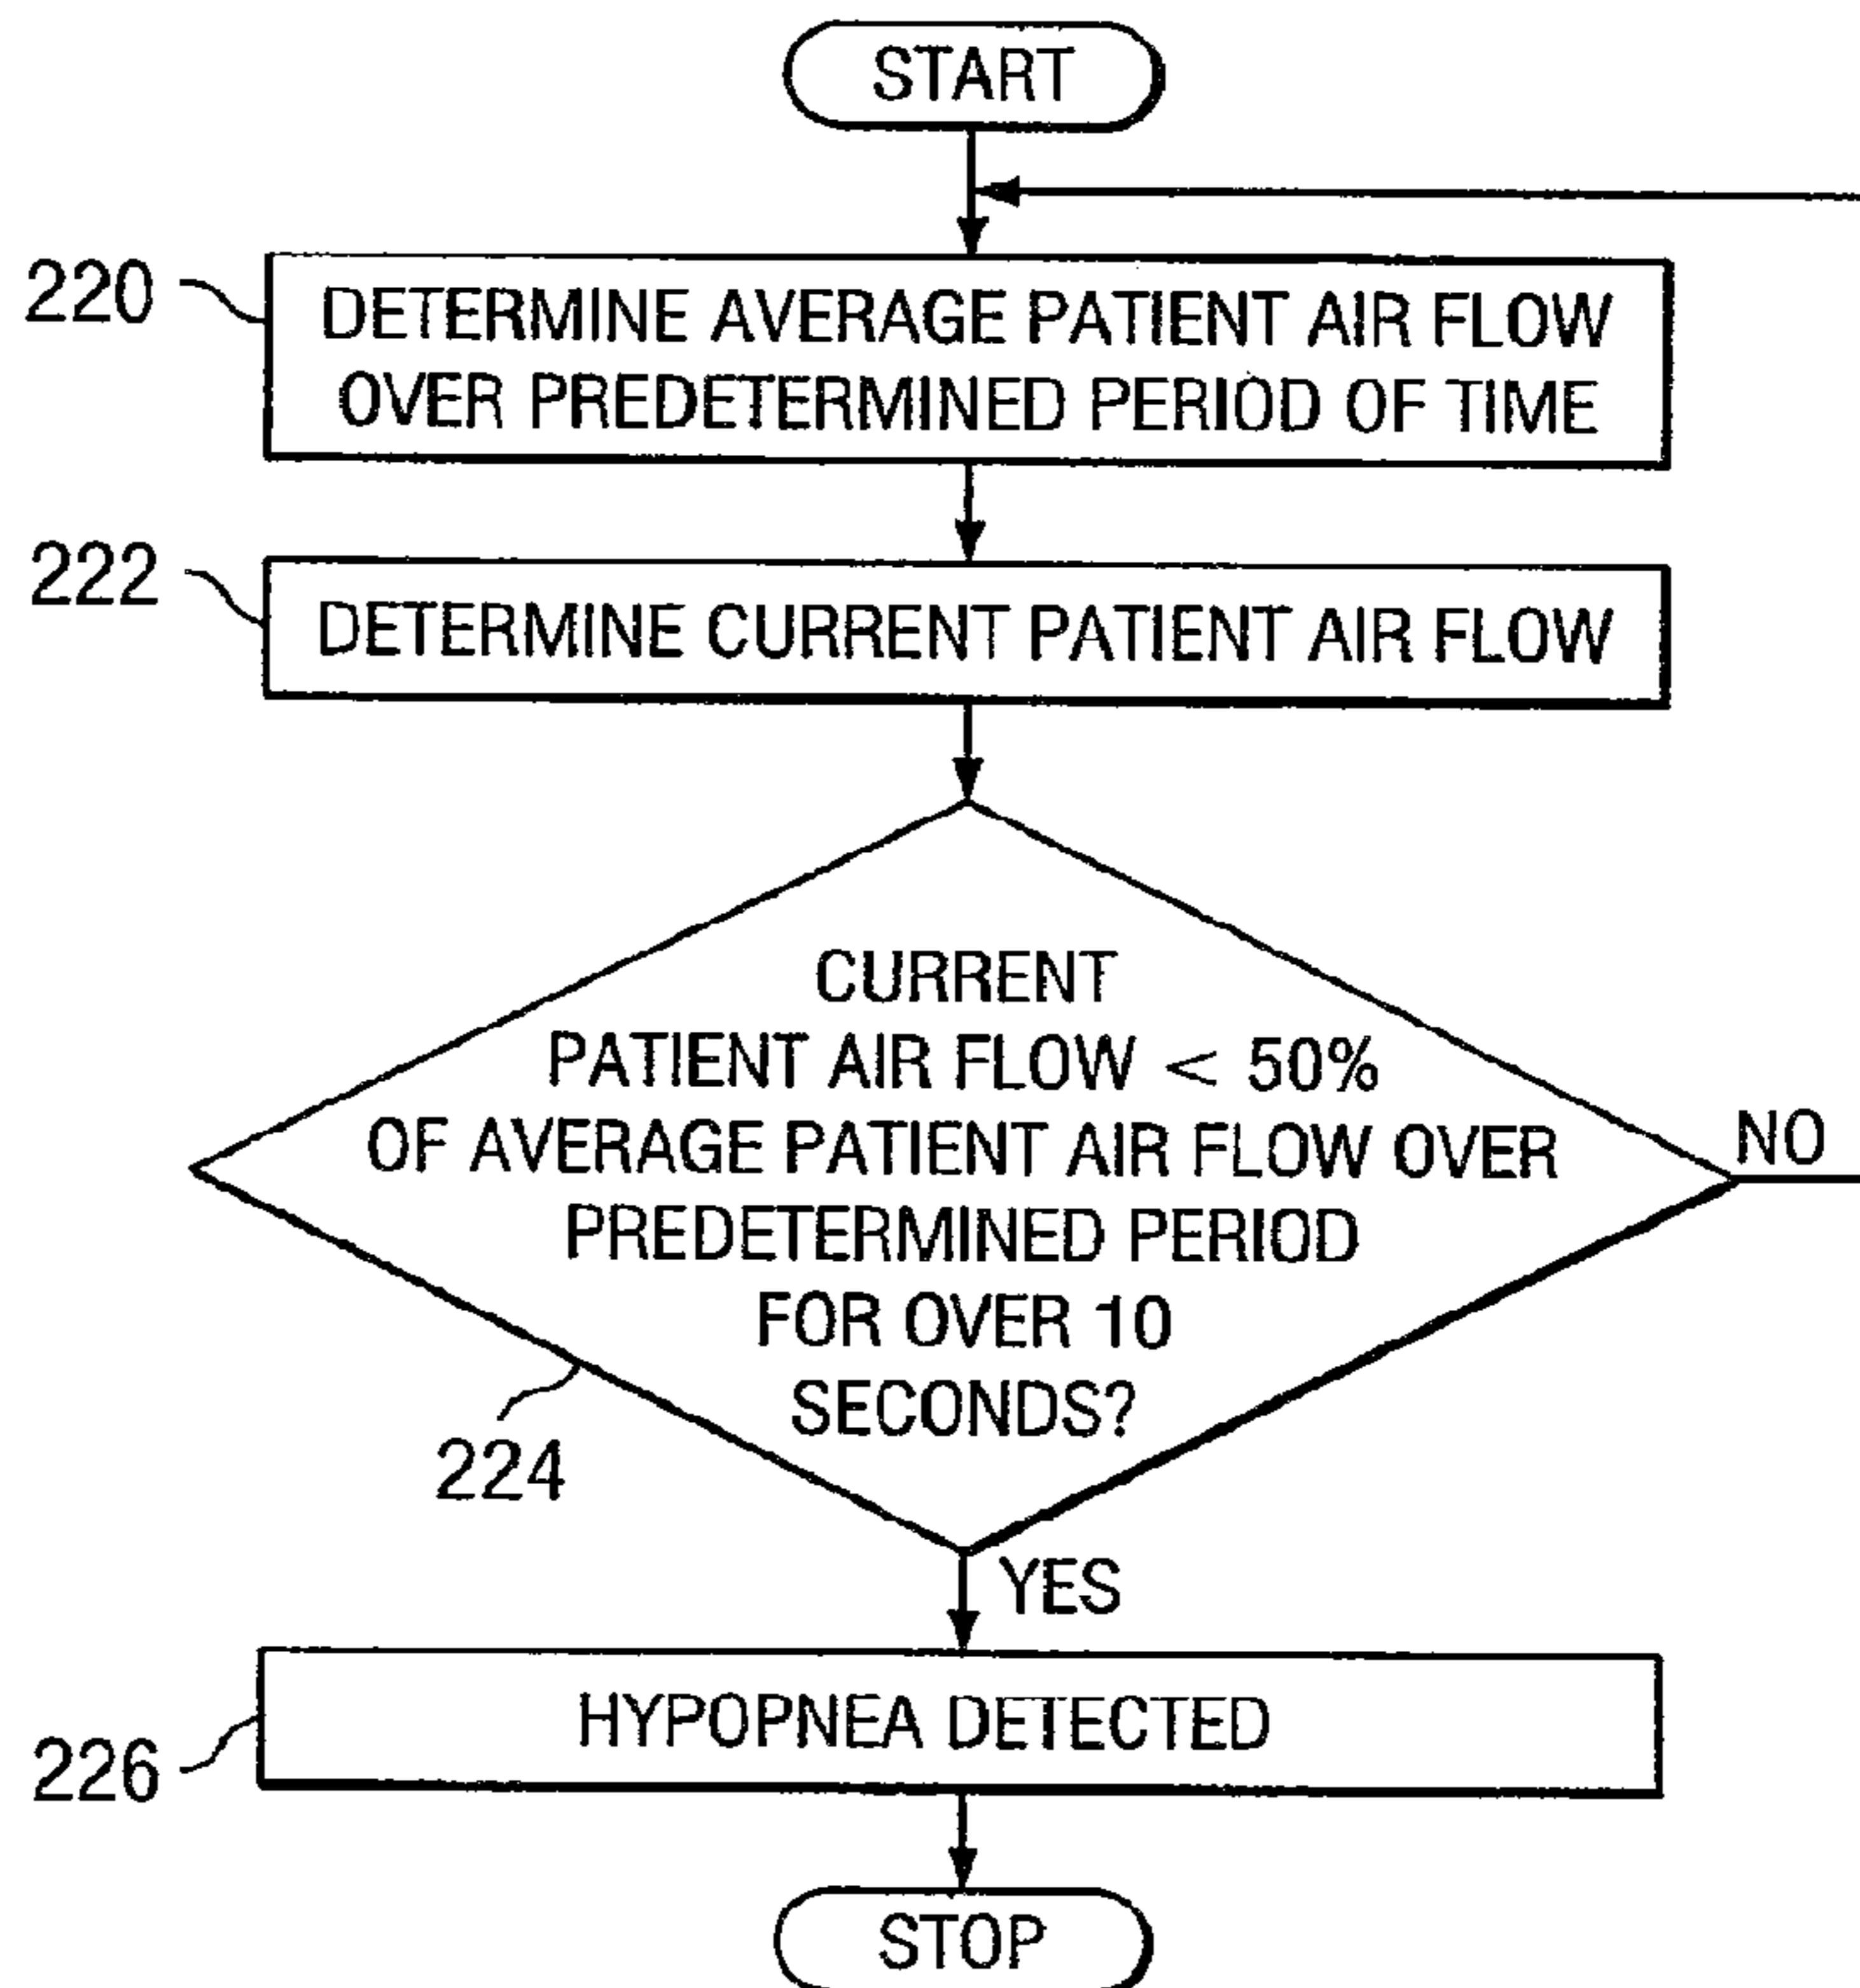 START
220
DETERMINE AVERAGE PATIENT AIR FLOW
OVER PREDETERMINED PERIOD OF TIME
222
DETERMINE CURRENT PATIENT AIR FLOW
CURRENT
PATIENT AIR FLOW < 50%
OF AVERAGE PATIENT AIR FLOW OVER
PREDETERMINED PERIOD
FOR OVER 10
SECONDS?
NO
224
YES
HYPOPNEA DETECTED
226
STOP